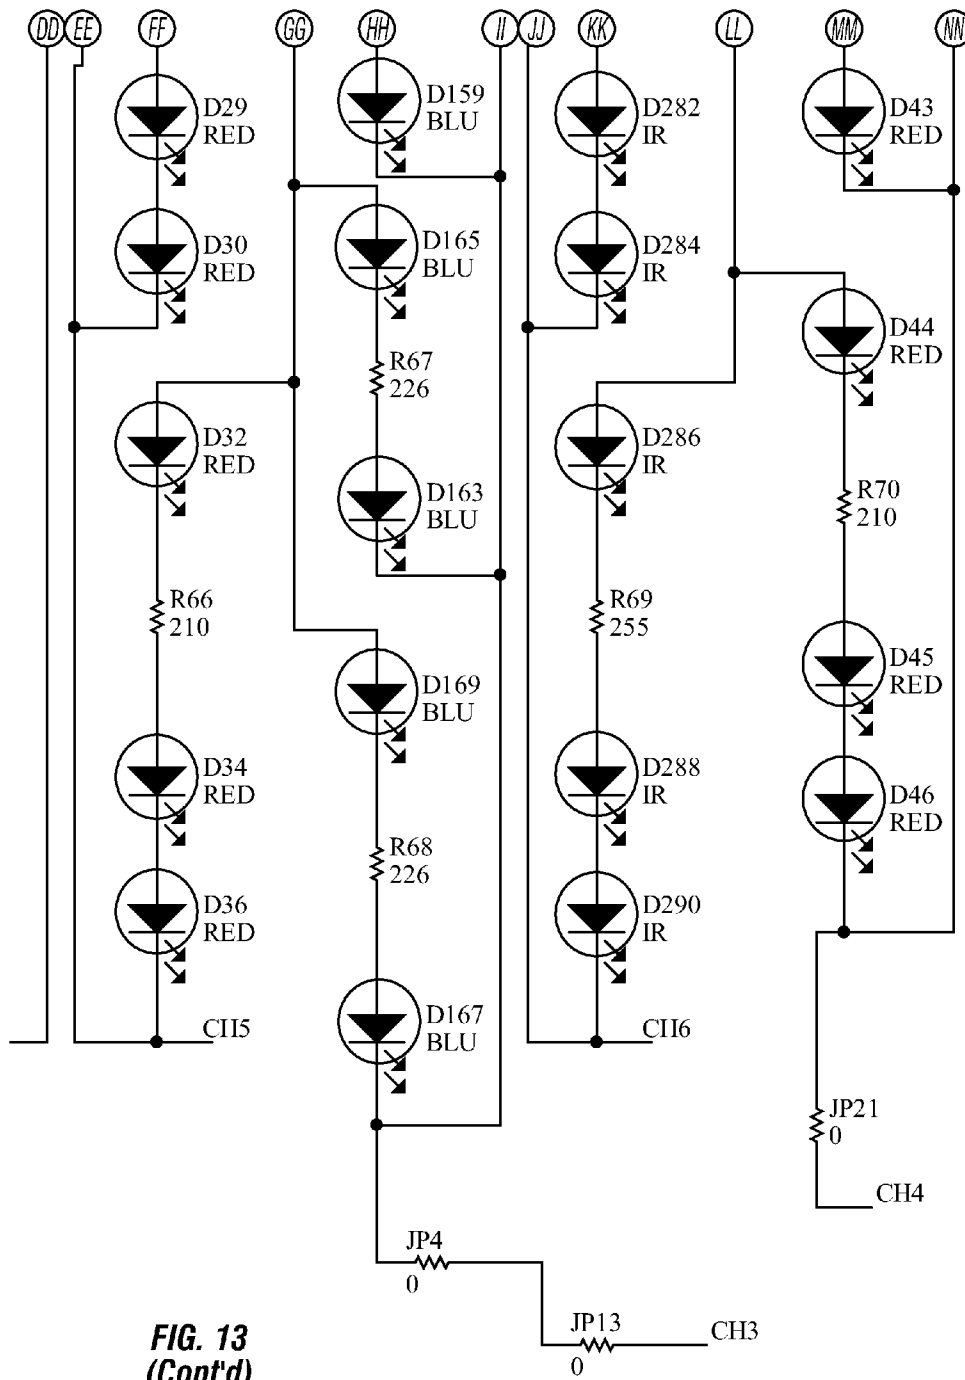 DD EE FF GG HH II JJ KK LL MM NN
D29
RED
D159
BLU
D282
IR
D43
RED
D30
RED
D165
BLU
D284
IR
D44
RED
R67
226
D32
RED
D163
BLU
D286
IR
R70
210
R66
210
R69
255
D169
BLU
D45
RED
D34
RED
D288
IR
D46
RED
R68
226
D36
RED
D290
IR
D167
BLU
CH5
CH6
JP21
0
CH4
JP4
0
JP13
0
CH3
FIG. 13
(Cont'd)